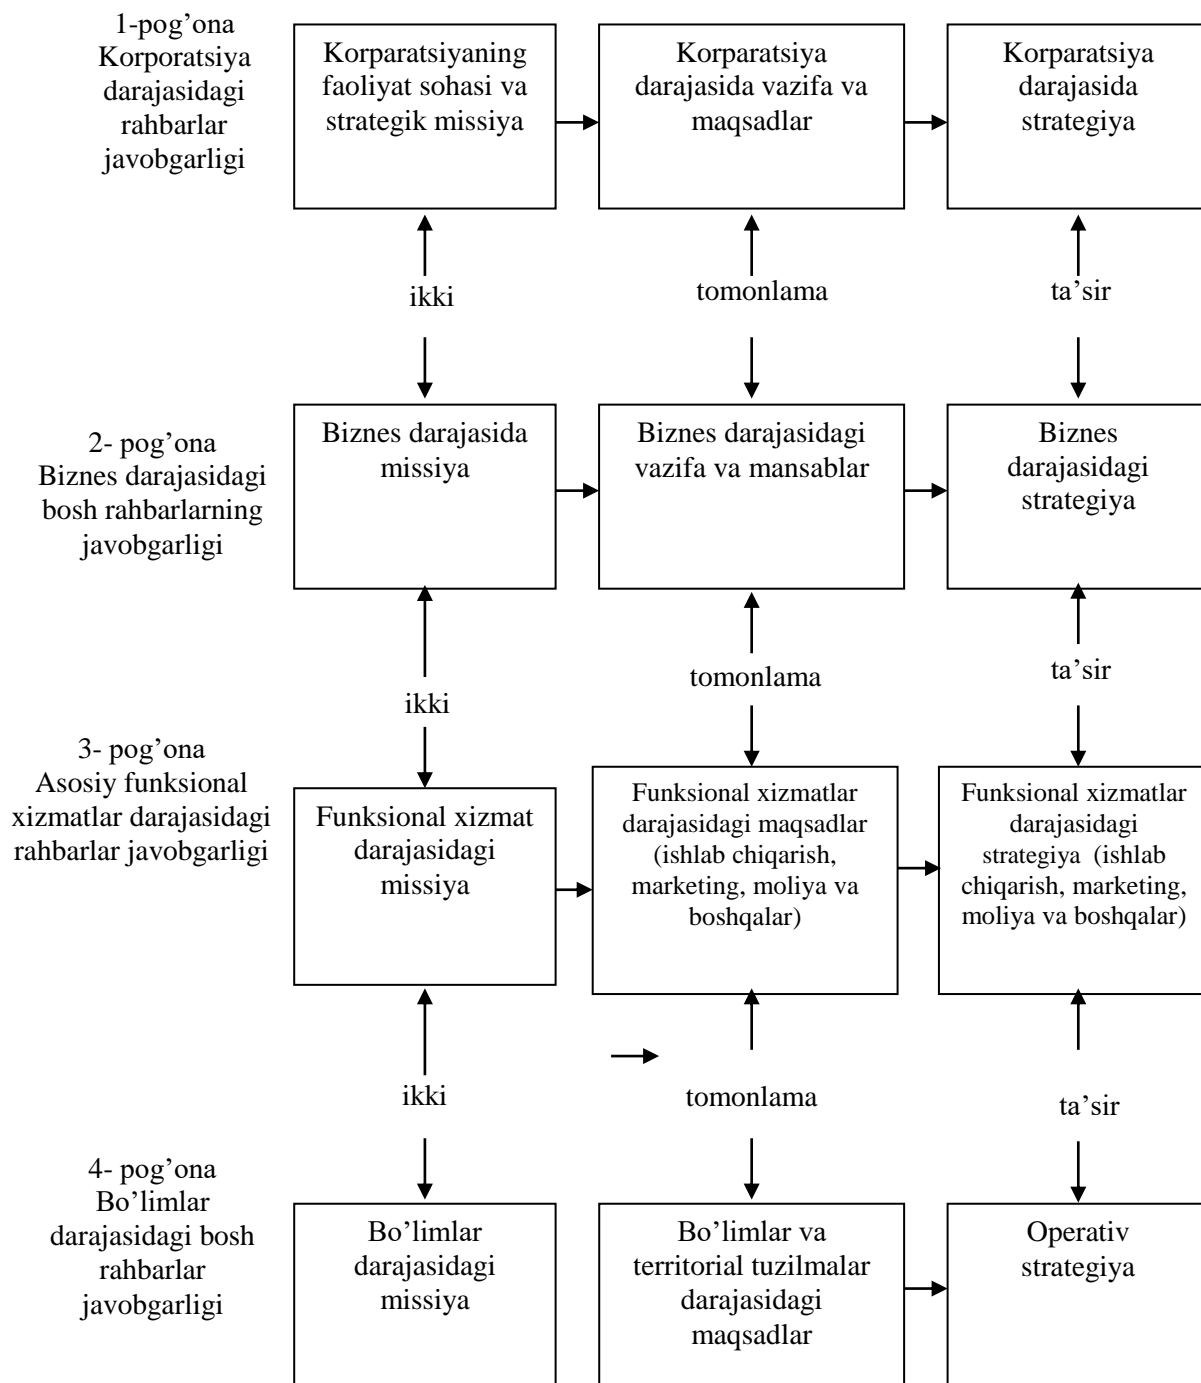 1-pog’ona
Korporatsiya
darajasidagi
rahbarlar
javobgarligi
Korparatsiyaning
faoliyat sohasi va
strategik missiya
Korparatsiya
darajasida vazifa va
maqsadlar
Korparatsiya
darajasida
strategiya
ikki
tomonlama
ta’sir
2- pog’ona
Biznes darajasidagi
bosh rahbarlarning
javobgarligi
Biznes darajasida
missiya
Biznes darajasidagi
vazifa va mansablar
Biznes
darajasidagi
strategiya
ikki
tomonlama
ta’sir
3- pog’ona
Asosiy funksional
xizmatlar darajasidagi
rahbarlar javobgarligi
Funksional xizmat
darajasidagi
missiya
Funksional xizmatlar
darajasidagi maqsadlar
(ishlab chiqarish,
marketing, moliya va
boshqalar)
Funksional xizmatlar
darajasidagi
strategiya (ishlab
chiqarish, marketing,
moliya va boshqalar)
ikki
tomonlama
ta’sir
4- pog’ona
Bo’limlar
darajasidagi bosh
rahbarlar
javobgarligi
Bo’limlar
darajasidagi
missiya
Bo’limlar va
territorial tuzilmalar
darajasidagi
maqsadlar
Operativ
strategiya